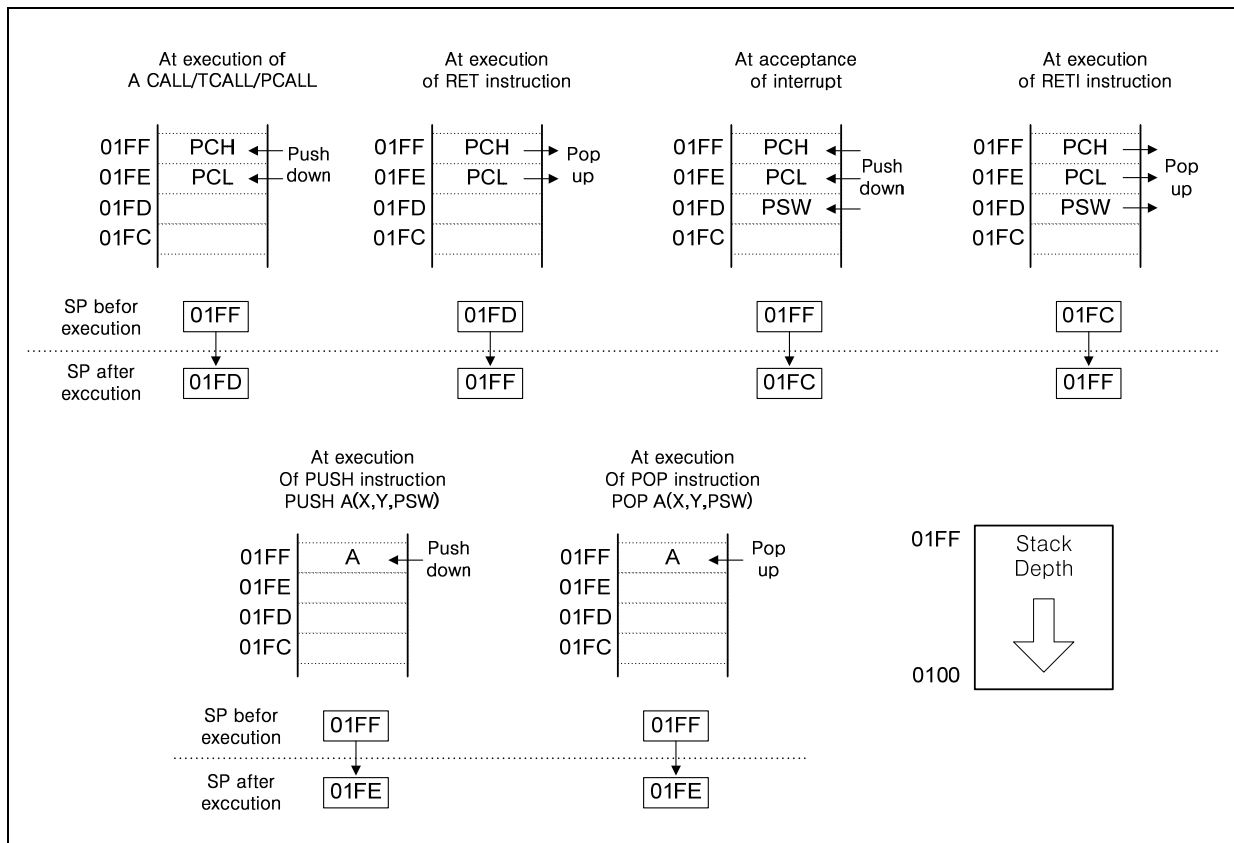 At execution of
A CALL/TCALL/PCALL
01FF PCH Push
01FE PCL down
01FD
01FC
At execution
of RET instruction
01FF PCH Pop
01FE PCL up
01FD
01FC
At acceptance
of interrupt
01FF PCH
01FE PCL Push
01FD PSW down
01FC
At execution
of RETI instruction
01FF PCH
01FE PCL Pop
01FD PSW up
01FC
SP befor
execution
01FF 01FD 01FF 01FC
SP after
exccution
01FD 01FF 01FC 01FF
At execution
Of PUSH instruction
PUSH A(X,Y,PSW)
01FF A Push
01FE down
01FD
01FC
At execution
Of POP instruction
POP A(X,Y,PSW)
01FF A Pop
01FE up
01FD
01FC
SP befor
execution
01FF 01FF
SP after
exccution
01FE 01FE
01FF Stack
Depth
0100